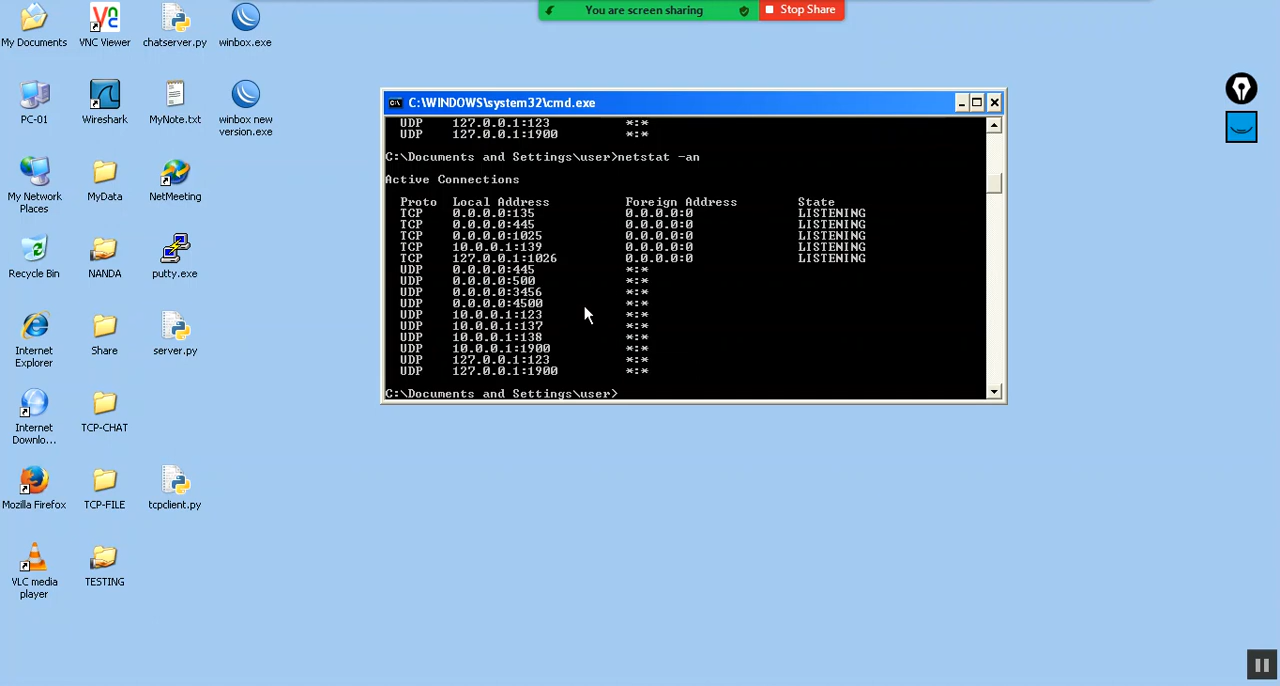 You are screen sharing
Stop Share
My Documents
VNC Viewer
chatserver.py
winbox.exe
PC-01
Wireshark
MyNote.txt
winbox new
version.exe
My Network
Places
MyData
NetMeeting
Recycle Bin
NANDA
putty.exe
Internet
Explorer
Share
server.py
Internet
Downlo...
TCP-CHAT
Mozilla Firefox
TCP-FILE
tcpclient.py
VLC media
player
TESTING
C:\WINDOWS\system32\cmd.exe
UDP 127.0.0.1:123 *:*
UDP 127.0.0.1:1900 *:*
C:\Documents and Settings\user>netstat -an
Active Connections
Proto Local Address Foreign Address State
TCP 0.0.0.0:135 0.0.0.0:0 LISTENING
TCP 0.0.0.0:445 0.0.0.0:0 LISTENING
TCP 0.0.0.0:1025 0.0.0.0:0 LISTENING
TCP 10.0.0.1:139 0.0.0.0:0 LISTENING
TCP 127.0.0.1:1026 0.0.0.0:0 LISTENING
UDP 0.0.0.0:445 *:*
UDP 0.0.0.0:500 *:*
UDP 0.0.0.0:3456 *:*
UDP 0.0.0.0:4500 *:*
UDP 10.0.0.1:123 *:*
UDP 10.0.0.1:137 *:*
UDP 10.0.0.1:138 *:*
UDP 10.0.0.1:1900 *:*
UDP 127.0.0.1:123 *:*
UDP 127.0.0.1:1900 *:*
C:\Documents and Settings\user>